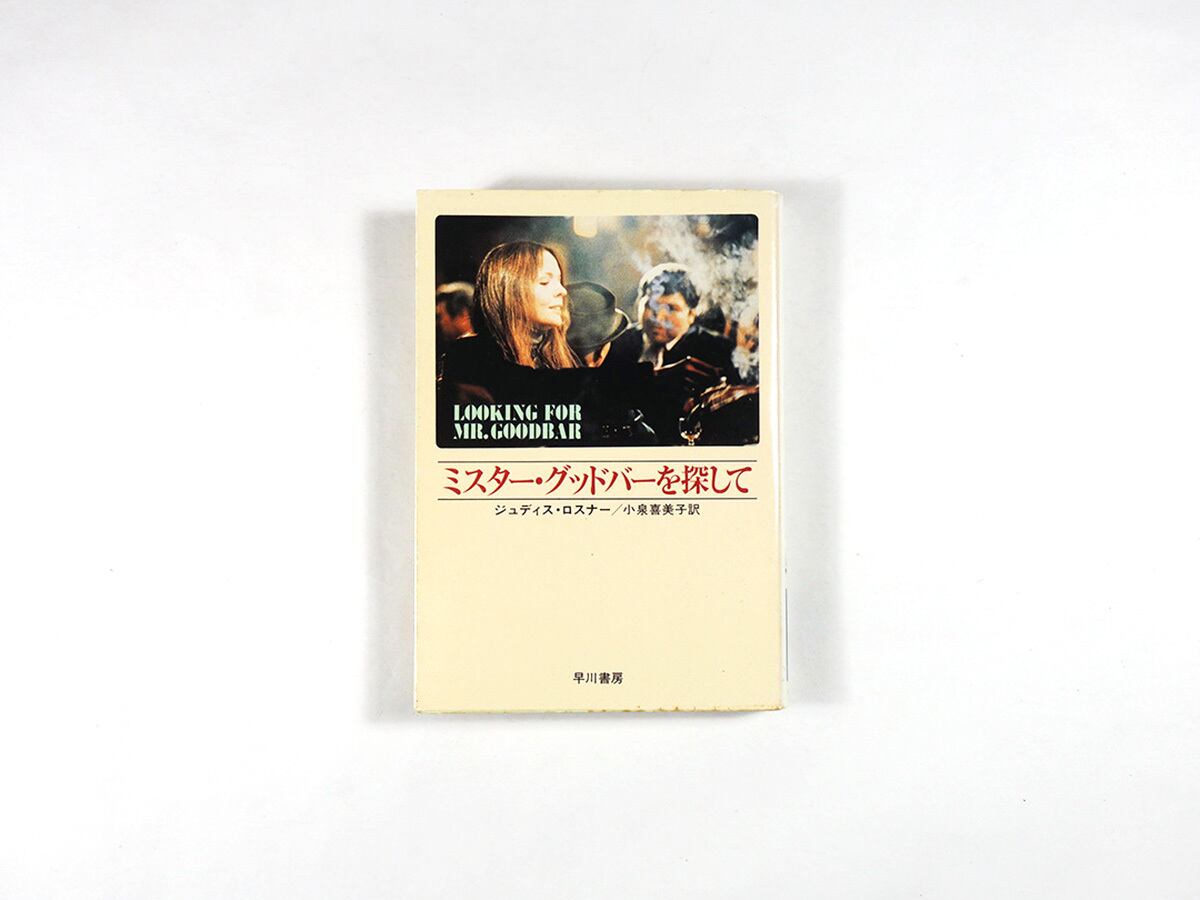 LOOKING FOR
MR.GOODBAR
ミスター・グッドバーを探して
ジュディス・ロスナー／小泉喜美子訳
早川書房